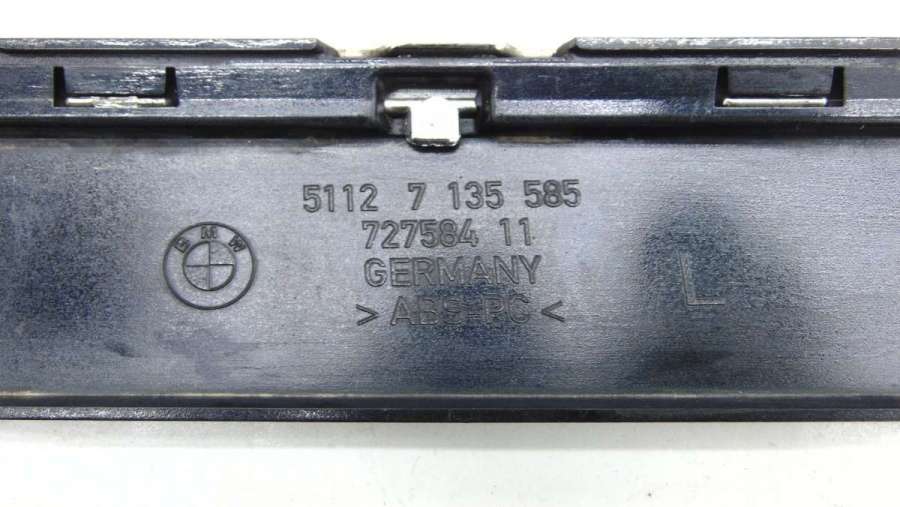 5112 7 135 585
727584 11
GERMANY
> ABS-PC <
BMW
L